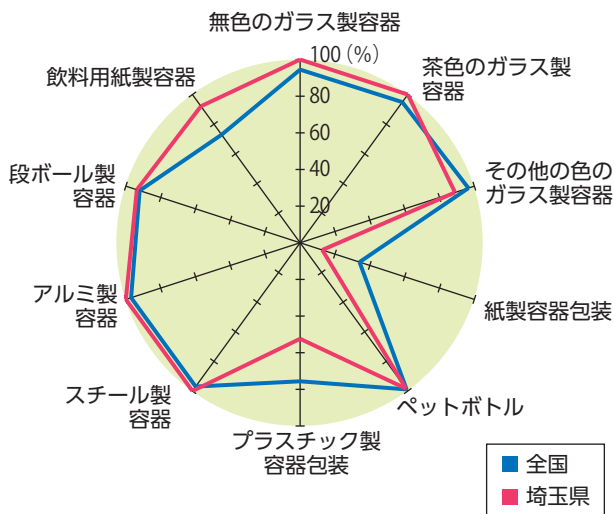 無色のガラス製容器
100(%)
80
60
40
20
茶色のガラス製
容器
その他の色の
ガラス製容器
紙製容器包装
ペットボトル
プラスチック製
容器包装
スチール製
容器
アルミ製
容器
段ボール製
容器
飲料用紙製容器
全国
埼玉県